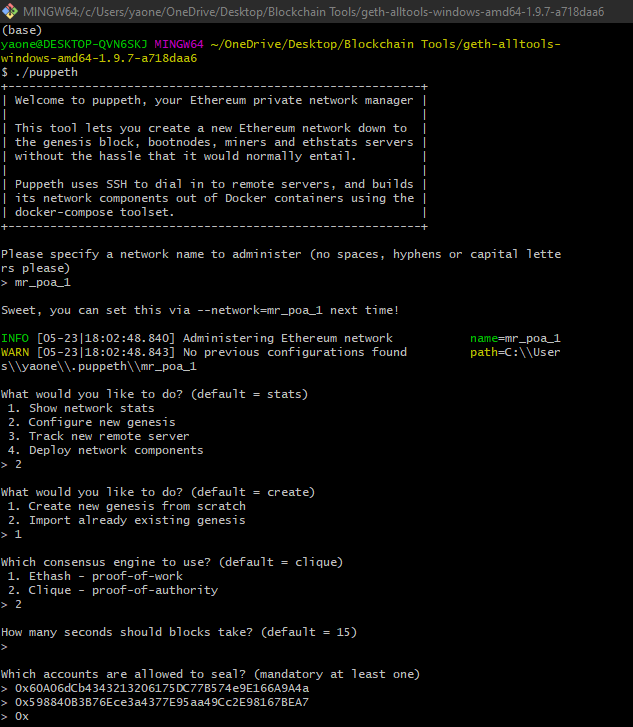 MINGW64:/c/Users/yaone/OneDrive/Desktop/Blockchain Tools/geth-alltools-windows-amd64-1.9.7-a718daa6
(base)
yaone@DESKTOP-QVN6SKJ MINGW64 ~/OneDrive/Desktop/Blockchain Tools/geth-alltools-
windows-amd64-1.9.7-a718daa6
$ ./puppeth
+-----------------------------------------------------------+
| Welcome to puppeth, your Ethereum private network manager |
|                                                           |
| This tool lets you create a new Ethereum network down to  |
| the genesis block, bootnodes, miners and ethstats servers |
| without the hassle that it would normally entail.         |
|                                                           |
| Puppeth uses SSH to dial in to remote servers, and builds |
| its network components out of Docker containers using the |
| docker-compose toolset.                                   |
+-----------------------------------------------------------+
Please specify a network name to administer (no spaces, hyphens or capital lette
rs please)
> mr_poa_1
Sweet, you can set this via --network=mr_poa_1 next time!
INFO [05-23|18:02:48.840] Administering Ethereum network           name=mr_poa_1
WARN [05-23|18:02:48.843] No previous configurations found         path=C:\\User
s\\yaone\\.puppeth\\mr_poa_1
What would you like to do? (default = stats)
 1. Show network stats
 2. Configure new genesis
 3. Track new remote server
 4. Deploy network components
> 2
What would you like to do? (default = create)
 1. Create new genesis from scratch
 2. Import already existing genesis
> 1
Which consensus engine to use? (default = clique)
 1. Ethash - proof-of-work
 2. Clique - proof-of-authority
> 2
How many seconds should blocks take? (default = 15)
>
Which accounts are allowed to seal? (mandatory at least one)
> 0x60A06dCb4343213206175DC77B574e9E166A9A4a
> 0x598840B3B76Ece3a4377E95aa49Cc2E98167BEA7
> 0x